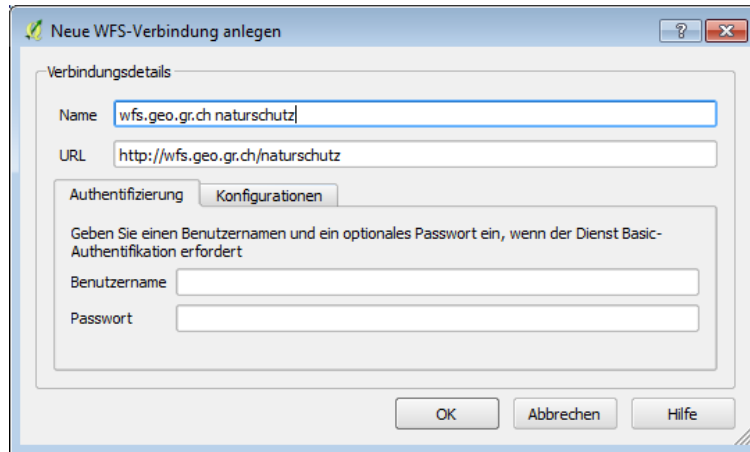 Neue WFS-Verbindung anlegen
Verbindungsdetails
Name wfs.geo.gr.ch naturschutz
URL http://wfs.geo.gr.ch/naturschutz
Authentifizierung Konfigurationen
Geben Sie einen Benutzernamen und ein optionales Passwort ein, wenn der Dienst Basic-
Authentifikation erfordert
Benutzername
Passwort
OK Abbrechen Hilfe